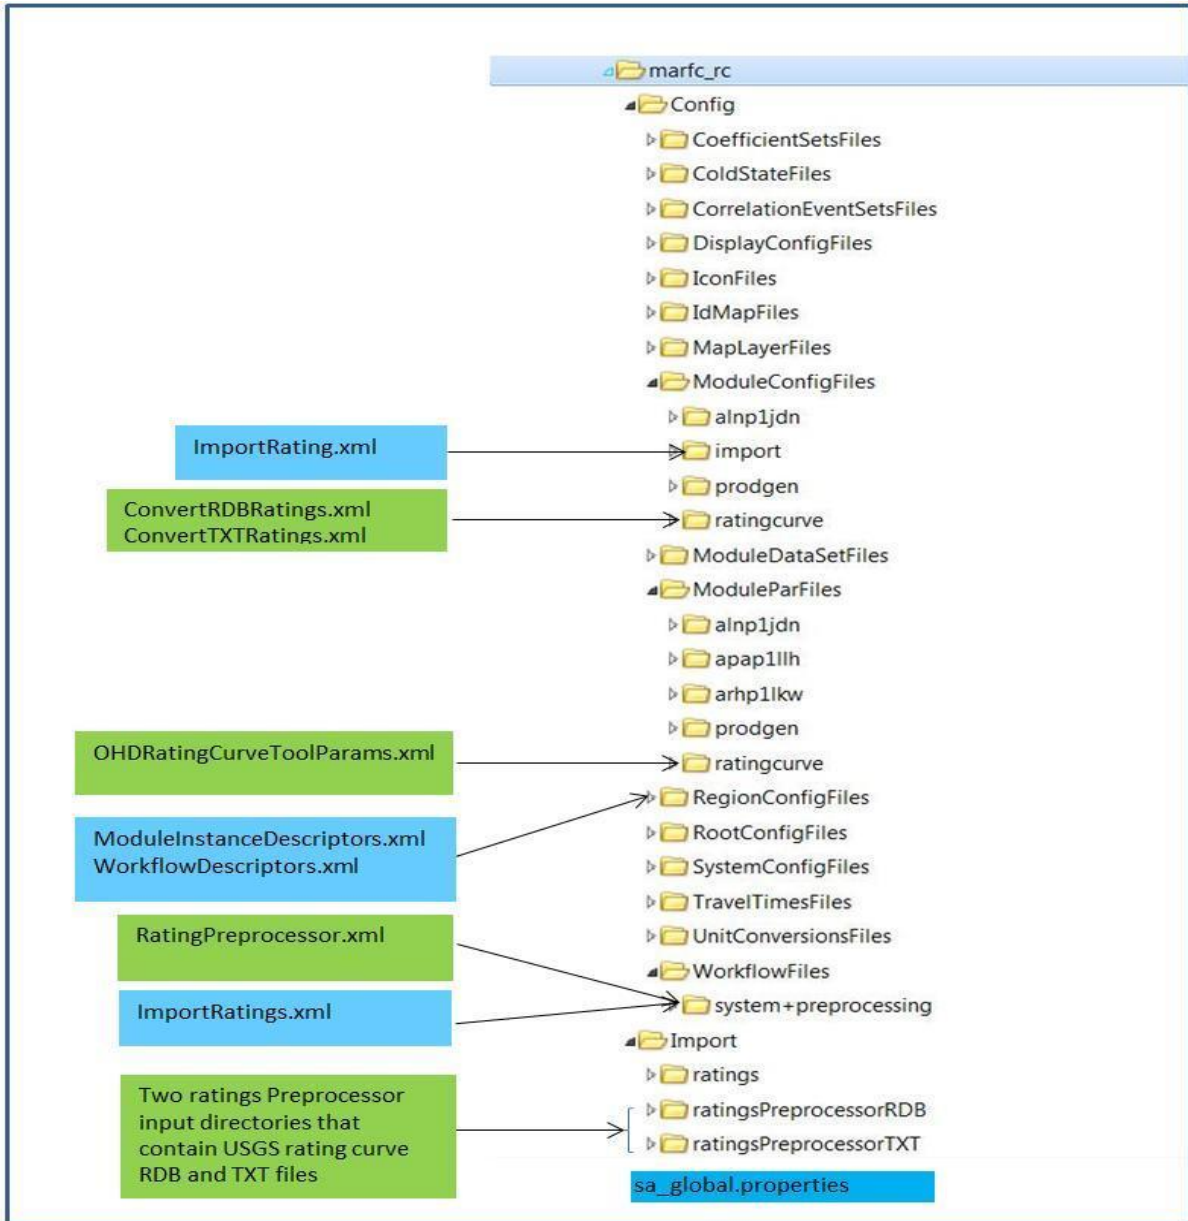 marfc_rc
Config
CoefficientSetsFiles
ColdStateFiles
CorrelationEventSetsFiles
DisplayConfigFiles
IconFiles
IdMapFiles
MapLayerFiles
ModuleConfigFiles
alnp1jdn
ImportRating.xml
import
prodgen
ConvertRDBRatings.xml
ConvertTXTRatings.xml
ratingcurve
ModuleDataSetFiles
ModuleParFiles
alnp1jdn
apap1llh
arhp1lkw
prodgen
OHDRatingCurveToolParams.xml
ratingcurve
RegionConfigFiles
ModuleInstanceDescriptors.xml
WorkflowDescriptors.xml
RootConfigFiles
SystemConfigFiles
TravelTimesFiles
RatingPreprocessor.xml
UnitConversionsFiles
WorkflowFiles
ImportRatings.xml
system+preprocessing
Import
ratings
Two ratings Preprocessor
input directories that
contain USGS rating curve
RDB and TXT files
ratingsPreprocessorRDB
ratingsPreprocessorTXT
sa_global.properties